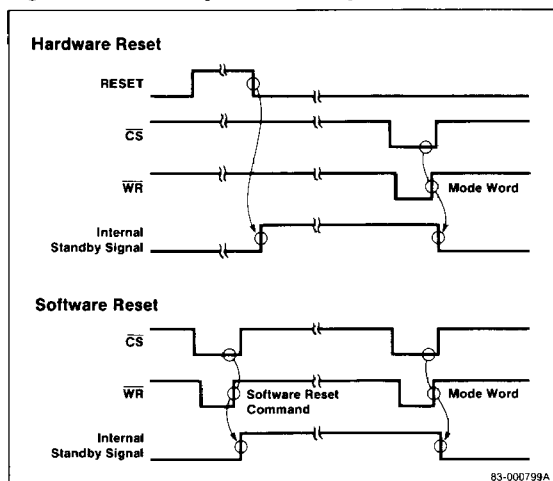 Hardware Reset
RESET
CS
WR
Mode Word
Internal
Standby Signal
Software Reset
CS
WR
Software Reset
Command
Mode Word
Internal
Standby Signal
83-000799A